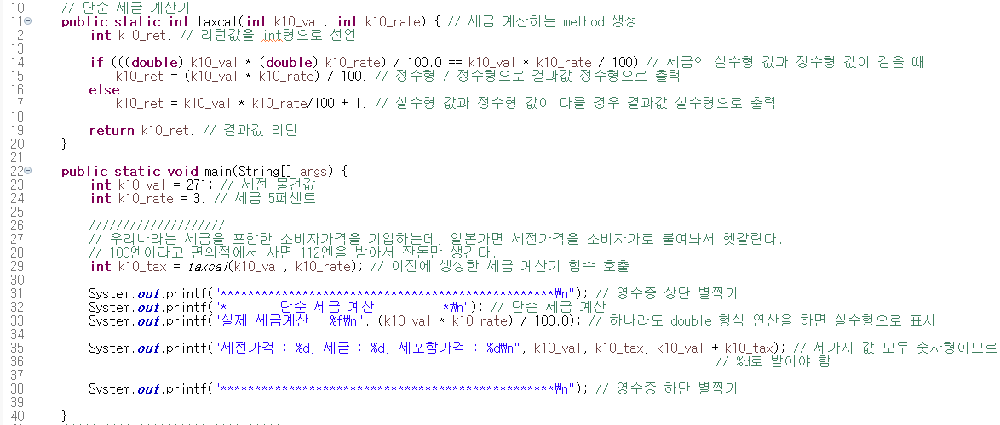 10 // 단순 세금 계산기
11 public static int taxcal(int k10_val, int k10_rate) { // 세금 계산하는 method 생성
12 int k10_ret; // 리턴값을 int형으로 선언
13
14 if (((double) k10_val * (double) k10_rate) / 100.0 == k10_val * k10_rate / 100) // 세금의 실수형 값과 정수형 값이 같을 때
15 k10_ret = (k10_val * k10_rate) / 100; // 정수형 / 정수형으로 결과값 정수형으로 출력
16 else
17 k10_ret = k10_val * k10_rate/100 + 1; // 실수형 값과 정수형 값이 다를 경우 결과값 실수형으로 출력
18
19 return k10_ret; // 결과값 리턴
20 }
21
22 public static void main(String[] args) {
23 int k10_val = 271; // 세전 물건값
24 int k10_rate = 3; // 세금 5퍼센트
25
26 ////////////////////
27 // 우리나라는 세금을 포함한 소비자가격을 기입하는데, 일본가면 세전가격을 소비자가로 붙여놔서 헷갈린다.
28 // 100엔이라고 편의점에서 사면 112엔을 받아서 잔돈만 생긴다.
29 int k10_tax = taxcal(k10_val, k10_rate); // 이전에 생성한 세금 계산기 함수 호출
30
31 System.out.printf("*************************************************₩n"); // 영수증 상단 별찍기
32 System.out.printf("* 단순 세금 계산 *₩n"); // 단순 세금 계산
33 System.out.printf("실제 세금계산 : %f₩n", (k10_val * k10_rate) / 100.0); // 하나라도 double 형식 연산을 하면 실수형으로 표시
34
35 System.out.printf("세전가격 : %d, 세금 : %d, 세포함가격 : %d₩n", k10_val, k10_tax, k10_val + k10_tax); // 세가지 값 모두 숫자형이므로
36 // %d로 받아야 함
37
38 System.out.printf("*************************************************₩n"); // 영수증 하단 별찍기
39
40 }